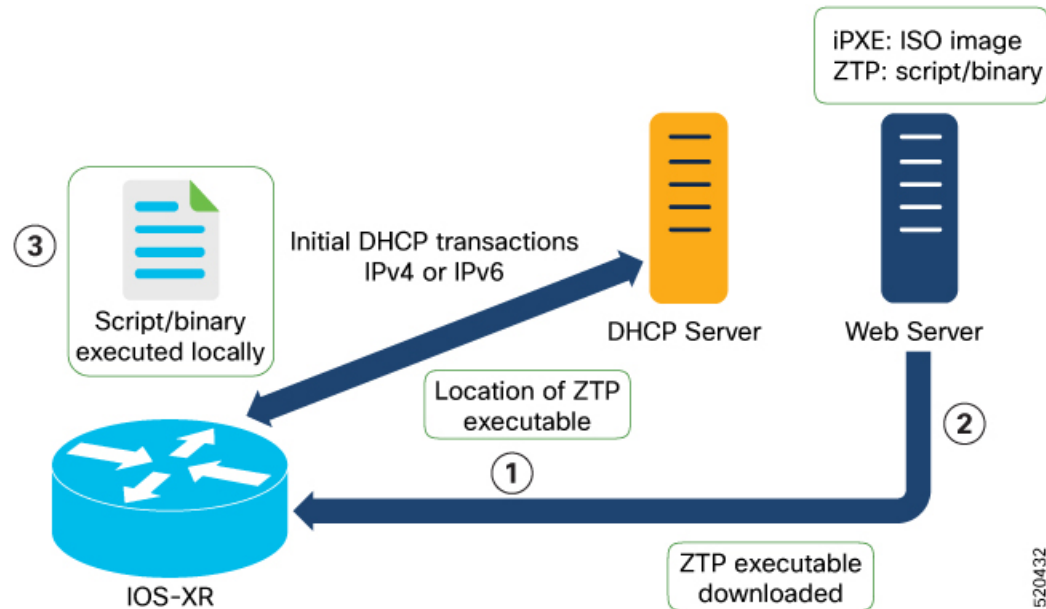 iPXE: ISO image
ZTP: script/binary
3
Script/binary
executed locally
Initial DHCP transactions
IPv4 or IPv6
DHCP Server
Web Server
Location of ZTP
executable
1
2
IOS-XR
ZTP executable
downloaded
520432